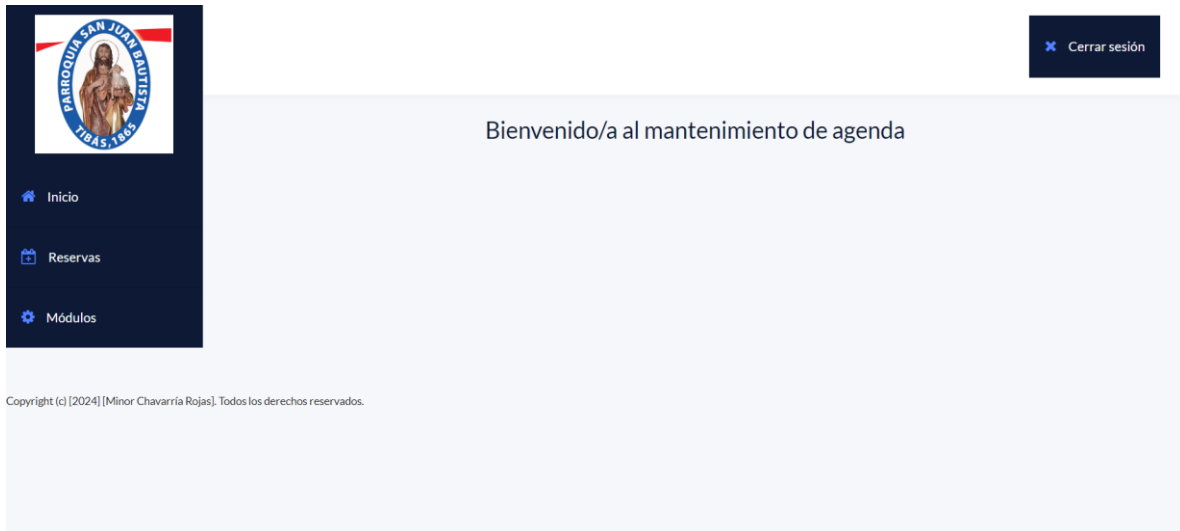 PARROQUIA SAN JUAN BAUTISTA
TIBÁS, 1865
Cerrar sesión
Bienvenido/a al mantenimiento de agenda
Inicio
Reservas
Módulos
Copyright (c) [2024] [Minor Chavarría Rojas]. Todos los derechos reservados.